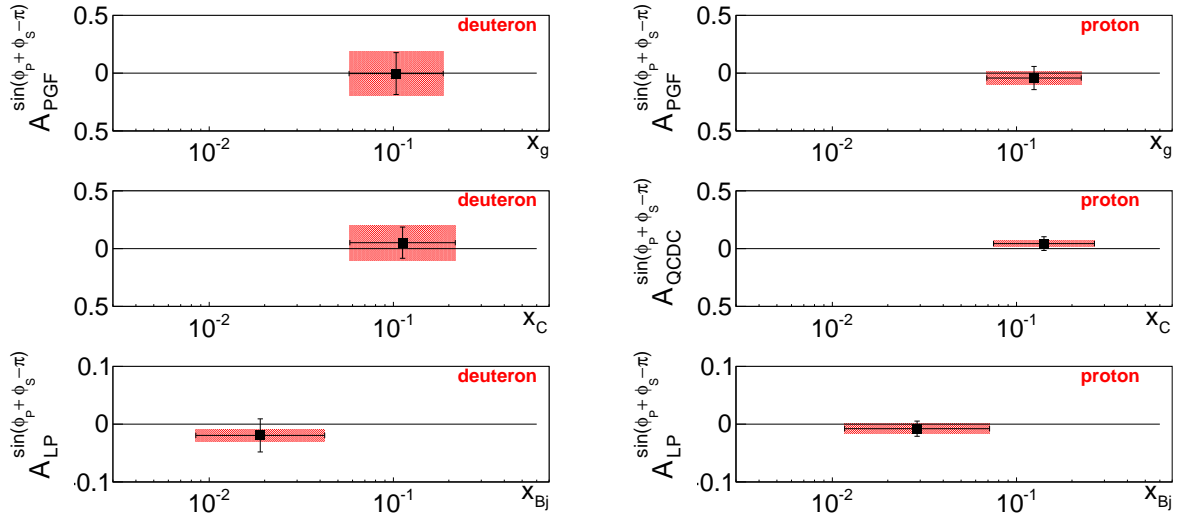 A_PGF^sin(ϕ_P + ϕ_S −π)
0.5
0
0.5
deuteron
10⁻² 10⁻¹ x_g
A_PGF^sin(ϕ_P + ϕ_S −π)
0.5
0
0.5
proton
10⁻² 10⁻¹ x_g
0.5
0
0.5
deuteron
10⁻² 10⁻¹ x_C
A_QCDC^sin(ϕ_P + ϕ_S −π)
0.5
0
0.5
proton
10⁻² 10⁻¹ x_C
A_LP^sin(ϕ_P + ϕ_S −π)
0.1
0
-0.1
deuteron
10⁻² 10⁻¹ x_Bj
A_LP^sin(ϕ_P + ϕ_S −π)
0.1
0
-0.1
proton
10⁻² 10⁻¹ x_Bj